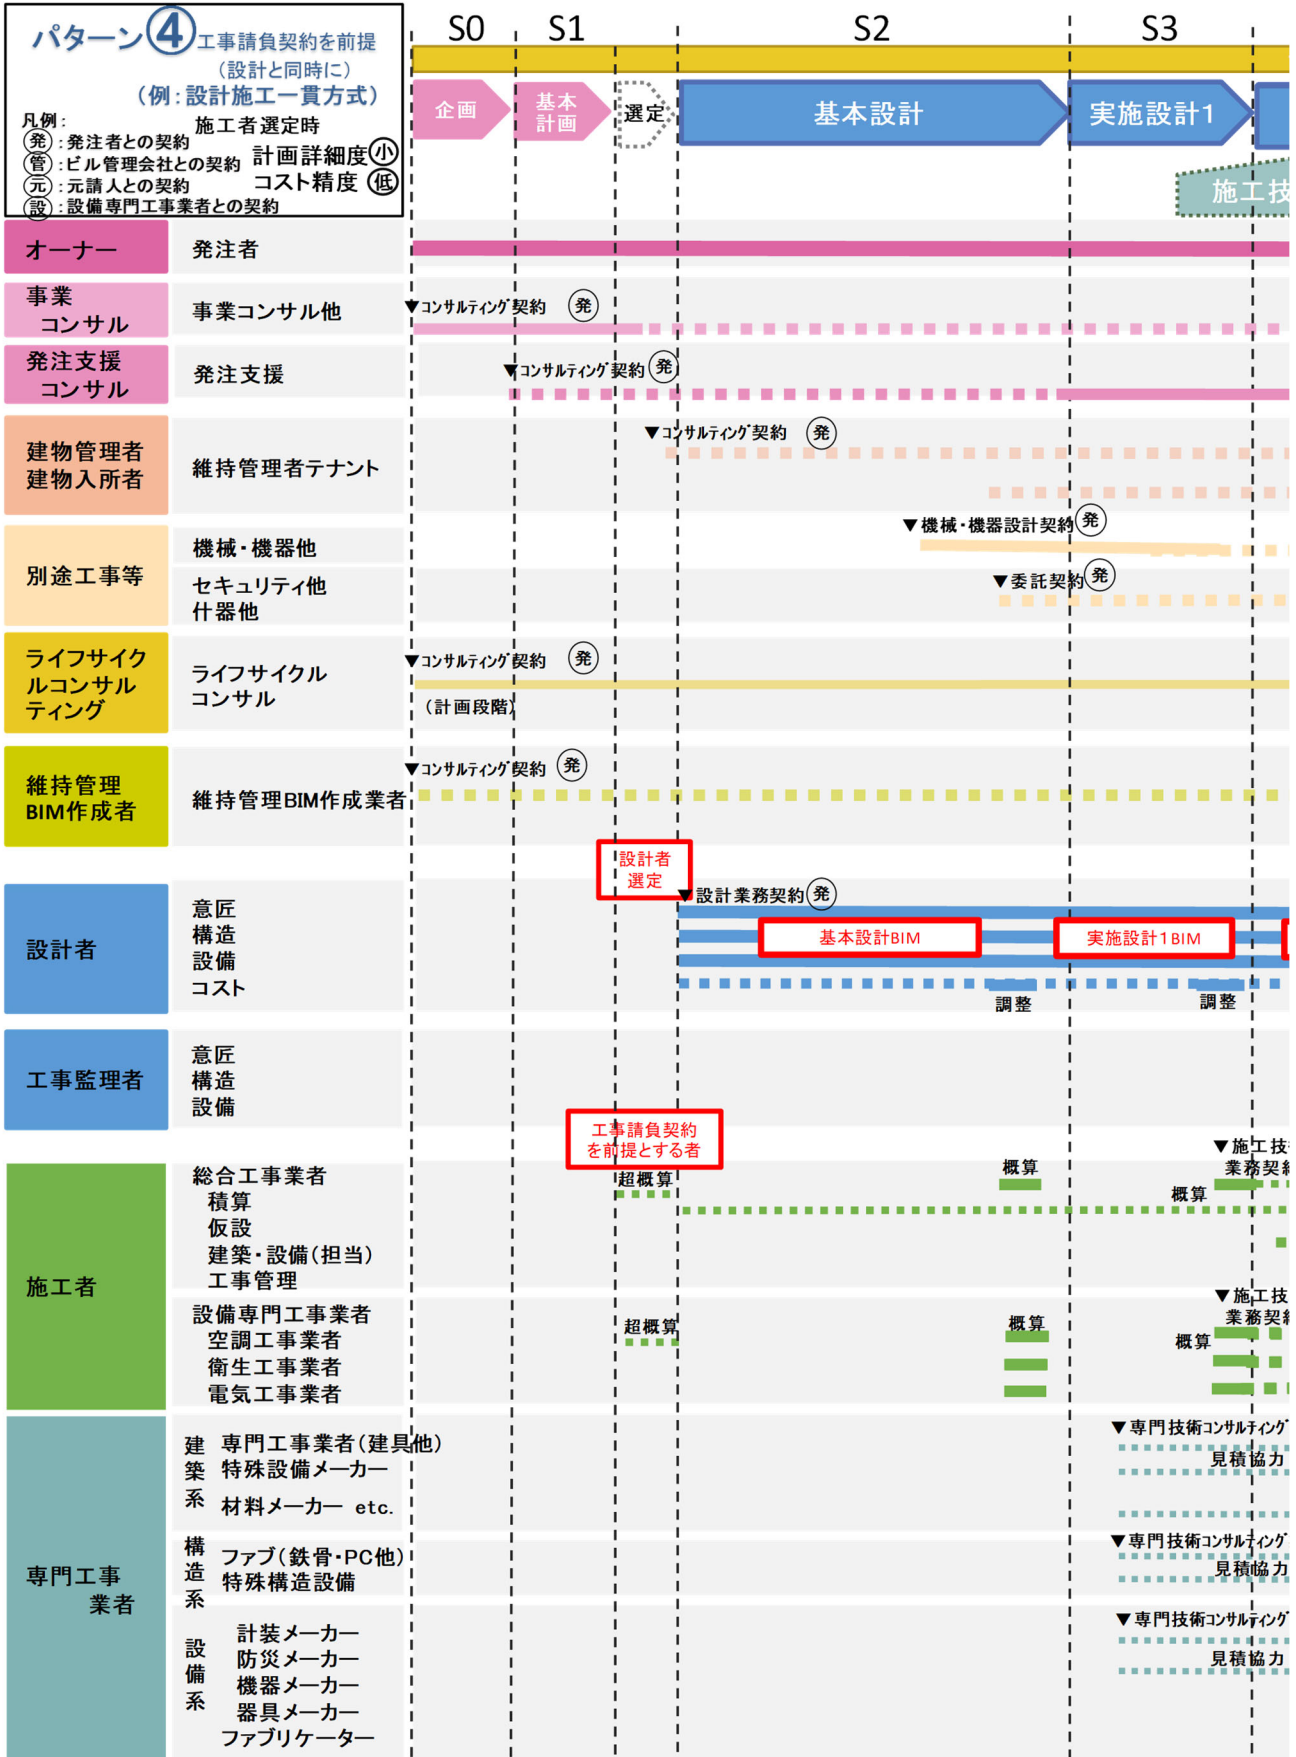 パターン④工事請負契約を前提
(設計と同時に)
(例:設計施工一貫方式)
凡例:
施工者選定時
発:発注者との契約
管:ビル管理会社との契約
計画詳細度 小
元:元請人との契約
コスト精度 低
設:設備専門工事業者との契約
S0 S1 S2 S3
企画
基本
計画
選定
基本設計
実施設計1
施工技
オーナー
発注者
事業
コンサル
事業コンサル他
▼コンサルティング契約 発
発注支援
コンサル
発注支援
▼コンサルティング契約 発
建物管理者
建物入所者
維持管理者テナント
▼コンサルティング契約 発
別途工事等
機械・機器他
▼機械・機器設計契約 発
セキュリティ他
什器他
▼委託契約 発
ライフサイク
ルコンサル
ティング
ライフサイクル
コンサル
▼コンサルティング契約 発
(計画段階)
維持管理
BIM作成者
維持管理BIM作成業者
▼コンサルティング契約 発
設計者
選定
設計者
意匠
構造
設備
コスト
▼設計業務契約 発
基本設計BIM
実施設計1BIM
調整
調整
工事監理者
意匠
構造
設備
工事請負契約
を前提とする者
施工者
総合工事業者
積算
仮設
建築・設備(担当)
工事管理
超概算
概算
概算
▼施工技
業務契約
設備専門工事業者
空調工事業者
衛生工事業者
電気工事業者
超概算
概算
概算
▼施工技
業務契約
専門工事
業者
建築系
専門工事業者(建具他)
特殊設備メーカー
材料メーカー etc.
▼専門技術コンサルティング
見積協力
構造系
ファブ(鉄骨・PC他)
特殊構造設備
▼専門技術コンサルティング
見積協力
設備系
計装メーカー
防災メーカー
機器メーカー
器具メーカー
ファブリケーター
▼専門技術コンサルティング
見積協力